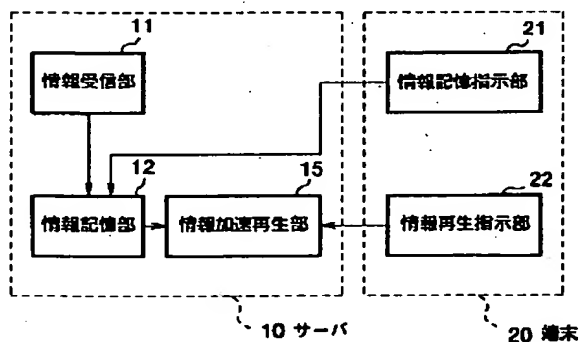 11
情報受信部
21
情報記憶指示部
12
情報記憶部
15
情報加速再生部
22
情報再生指示部
10 サーバ
20 端末